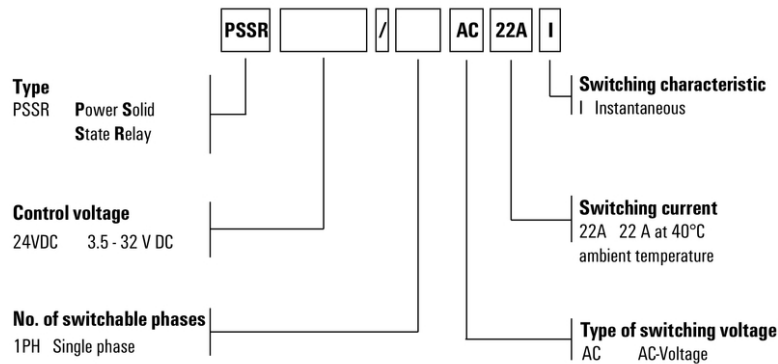 PSSR / AC 22A I
Type
PSSR Power Solid
State Relay
Control voltage
24VDC 3.5 - 32 V DC
No. of switchable phases
1PH Single phase
Switching characteristic
I Instantaneous
Switching current
22A 22 A at 40°C
ambient temperature
Type of switching voltage
AC AC-Voltage